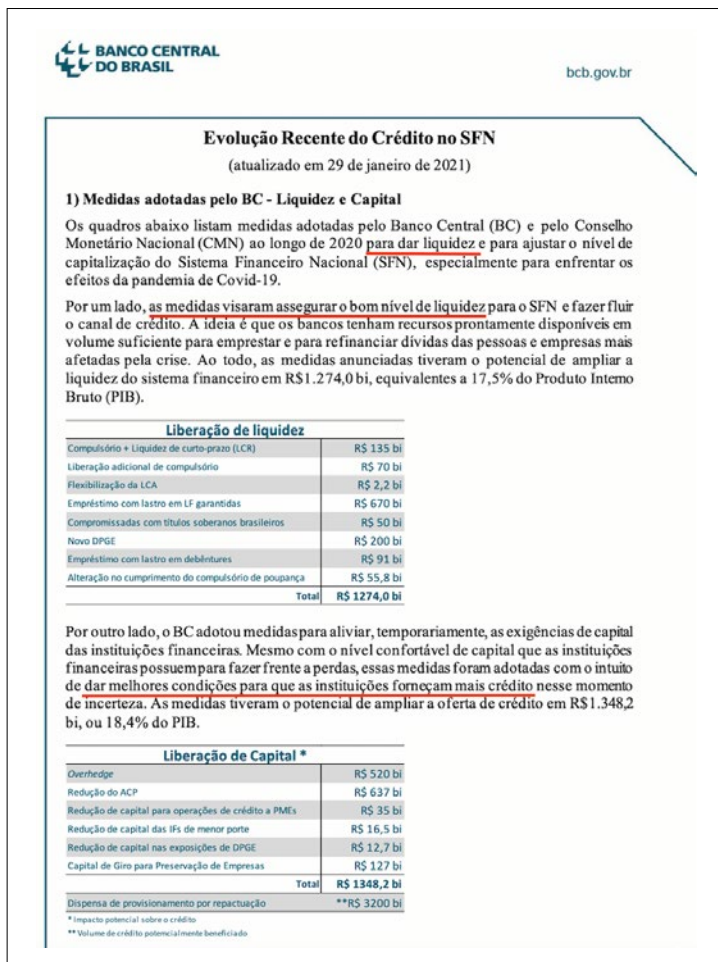 BANCO CENTRAL
DO BRASIL
bcb.gov.br
Evolução Recente do Crédito no SFN
(atualizado em 29 de janeiro de 2021)
1) Medidas adotadas pelo BC - Liquidez e Capital
Os quadros abaixo listam medidas adotadas pelo Banco Central (BC) e pelo Conselho
Monetário Nacional (CMN) ao longo de 2020 para dar liquidez e para ajustar o nível de
capitalização do Sistema Financeiro Nacional (SFN), especialmente para enfrentar os
efeitos da pandemia de Covid-19.
Por um lado, as medidas visaram assegurar o bom nível de liquidez para o SFN e fazer fluir
o canal de crédito. A ideia é que os bancos tenham recursos prontamente disponíveis em
volume suficiente para emprestar e para refinanciar dívidas das pessoas e empresas mais
afetadas pela crise. Ao todo, as medidas anunciadas tiveram o potencial de ampliar a
liquidez do sistema financeiro em R$1.274,0 bi, equivalentes a 17,5% do Produto Interno
Bruto (PIB).
Liberação de liquidez
Compulsório + Liquidez de curto-prazo (LCR) R$ 135 bi
Liberação adicional de compulsório R$ 70 bi
Flexibilização da LCA R$ 2,2 bi
Empréstimo com lastro em LF garantidas R$ 670 bi
Compromissadas com títulos soberanos brasileiros R$ 50 bi
Novo DPGE R$ 200 bi
Empréstimo com lastro em debêntures R$ 91 bi
Alteração no cumprimento do compulsório de poupança R$ 55,8 bi
Total R$ 1274,0 bi
Por outro lado, o BC adotou medidas para aliviar, temporariamente, as exigências de capital
das instituições financeiras. Mesmo com o nível confortável de capital que as instituições
financeiras possuem para fazer frente a perdas, essas medidas foram adotadas com o intuito
de dar melhores condições para que as instituições forneçam mais crédito nesse momento
de incerteza. As medidas tiveram o potencial de ampliar a oferta de crédito em R$1.348,2
bi, ou 18,4% do PIB.
Liberação de Capital *
Overhedge R$ 520 bi
Redução do ACP R$ 637 bi
Redução de capital para operações de crédito a PMEs R$ 35 bi
Redução de capital das IFs de menor porte R$ 16,5 bi
Redução de capital nas exposições de DPGE R$ 12,7 bi
Capital de Giro para Preservação de Empresas R$ 127 bi
Total R$ 1348,2 bi
Dispensa de provisionamento por repactuação **R$ 3200 bi
* Impacto potencial sobre o crédito
** Volume de crédito potencialmente beneficiado